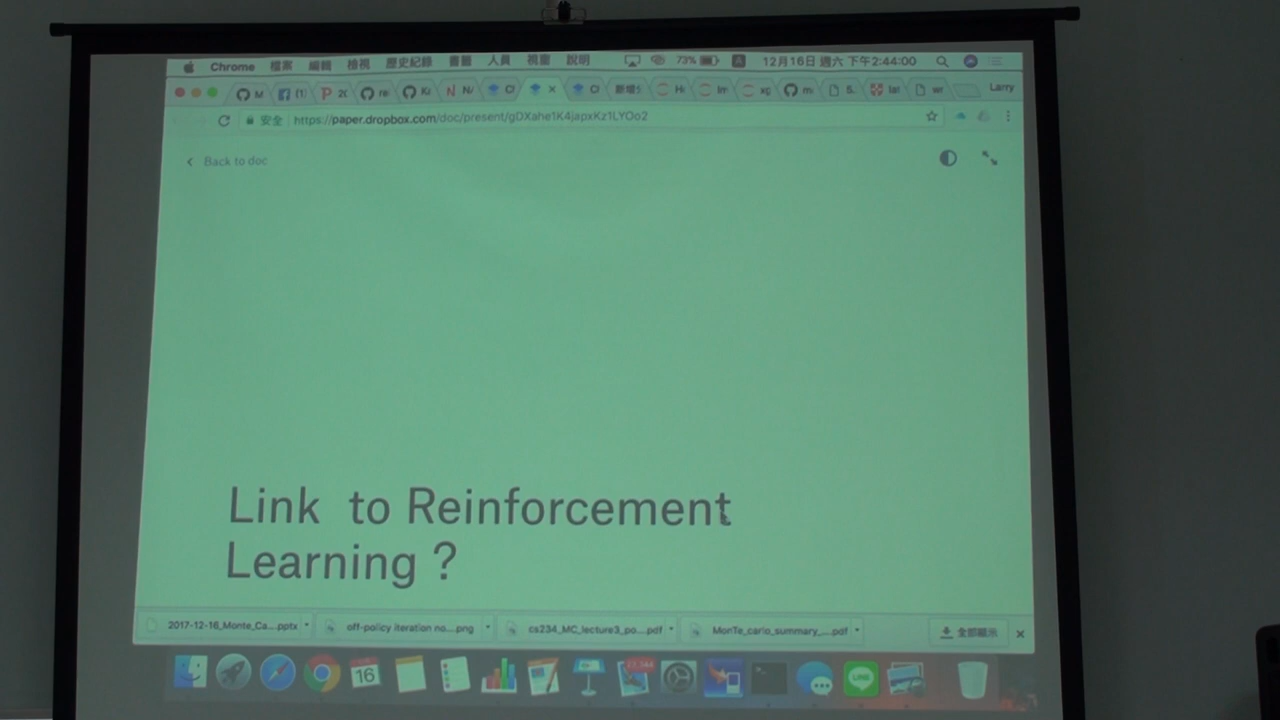 Chrome 檔案 編輯 檢視 歷史紀錄 書籤 人員 視窗 說明 73% A 12月16日 週六 下午2:44:00
Larry
安全 https://paper.dropbox.com/doc/present/gDXahe1K4japxKz1LYOo2
Back to doc
Link to Reinforcement
Learning ?
2017-12-16_Monte_Ca....pptx off-policy iteration no....png cs234_MC_lecture3_po....pdf MonTe_carlo_summary_....pdf 全部顯示
16
LINE